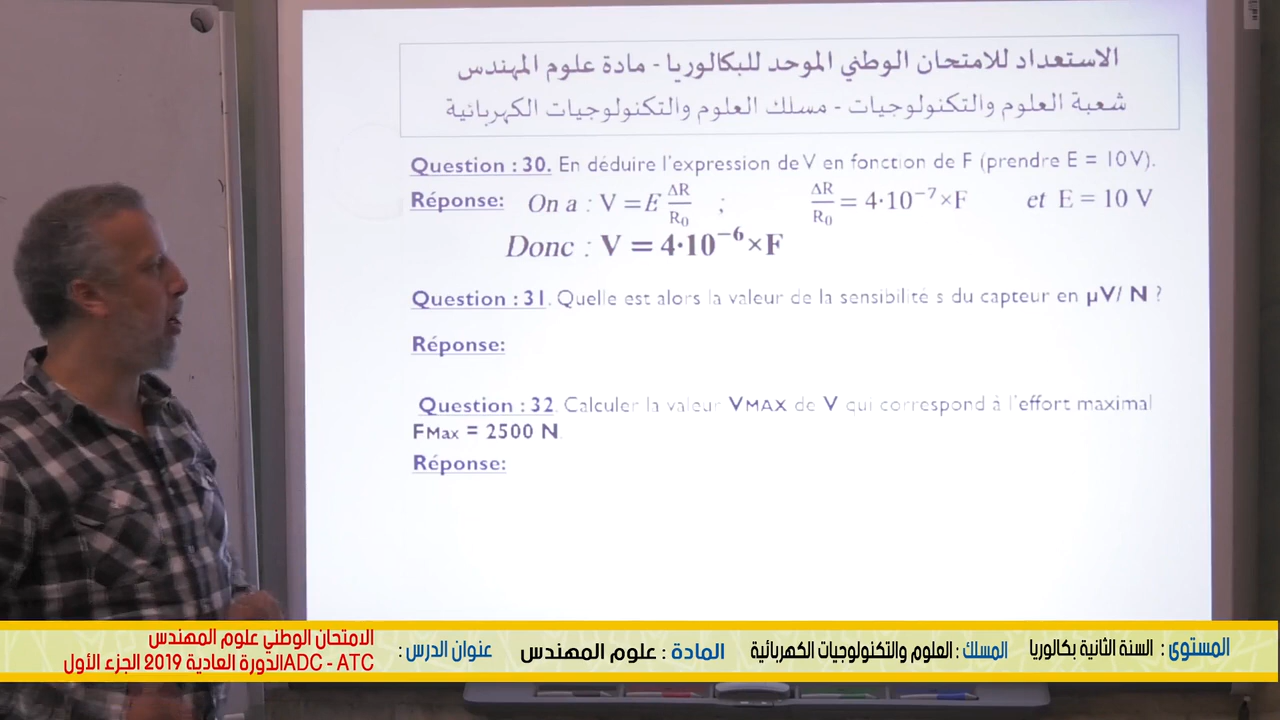 الاستعداد للامتحان الوطني الموحد للبكالوريا - مادة علوم المهندس
شعبة العلوم والتكنولوجيات - مسلك العلوم والتكنولوجيات الكهربائية
Question : 30. En déduire l'expression de V en fonction de F (prendre E = 10 V).
Réponse: On a : V = E ΔR/R₀ ; ΔR/R₀ = 4·10⁻⁷×F et E = 10 V
Donc : V = 4·10⁻⁶×F
Question : 31. Quelle est alors la valeur de la sensibilité s du capteur en µV/ N ?
Réponse:
Question : 32. Calculer la valeur VMAX de V qui correspond à l'effort maximal
FMax = 2500 N.
Réponse:
المستوى : السنة الثانية بكالوريا
المسلك : العلوم والتكنولوجيات الكهربائية
المادة : علوم المهندس
عنوان الدرس :
الامتحان الوطني علوم المهندس
ADC - ATCالدورة العادية 2019 الجزء الأول